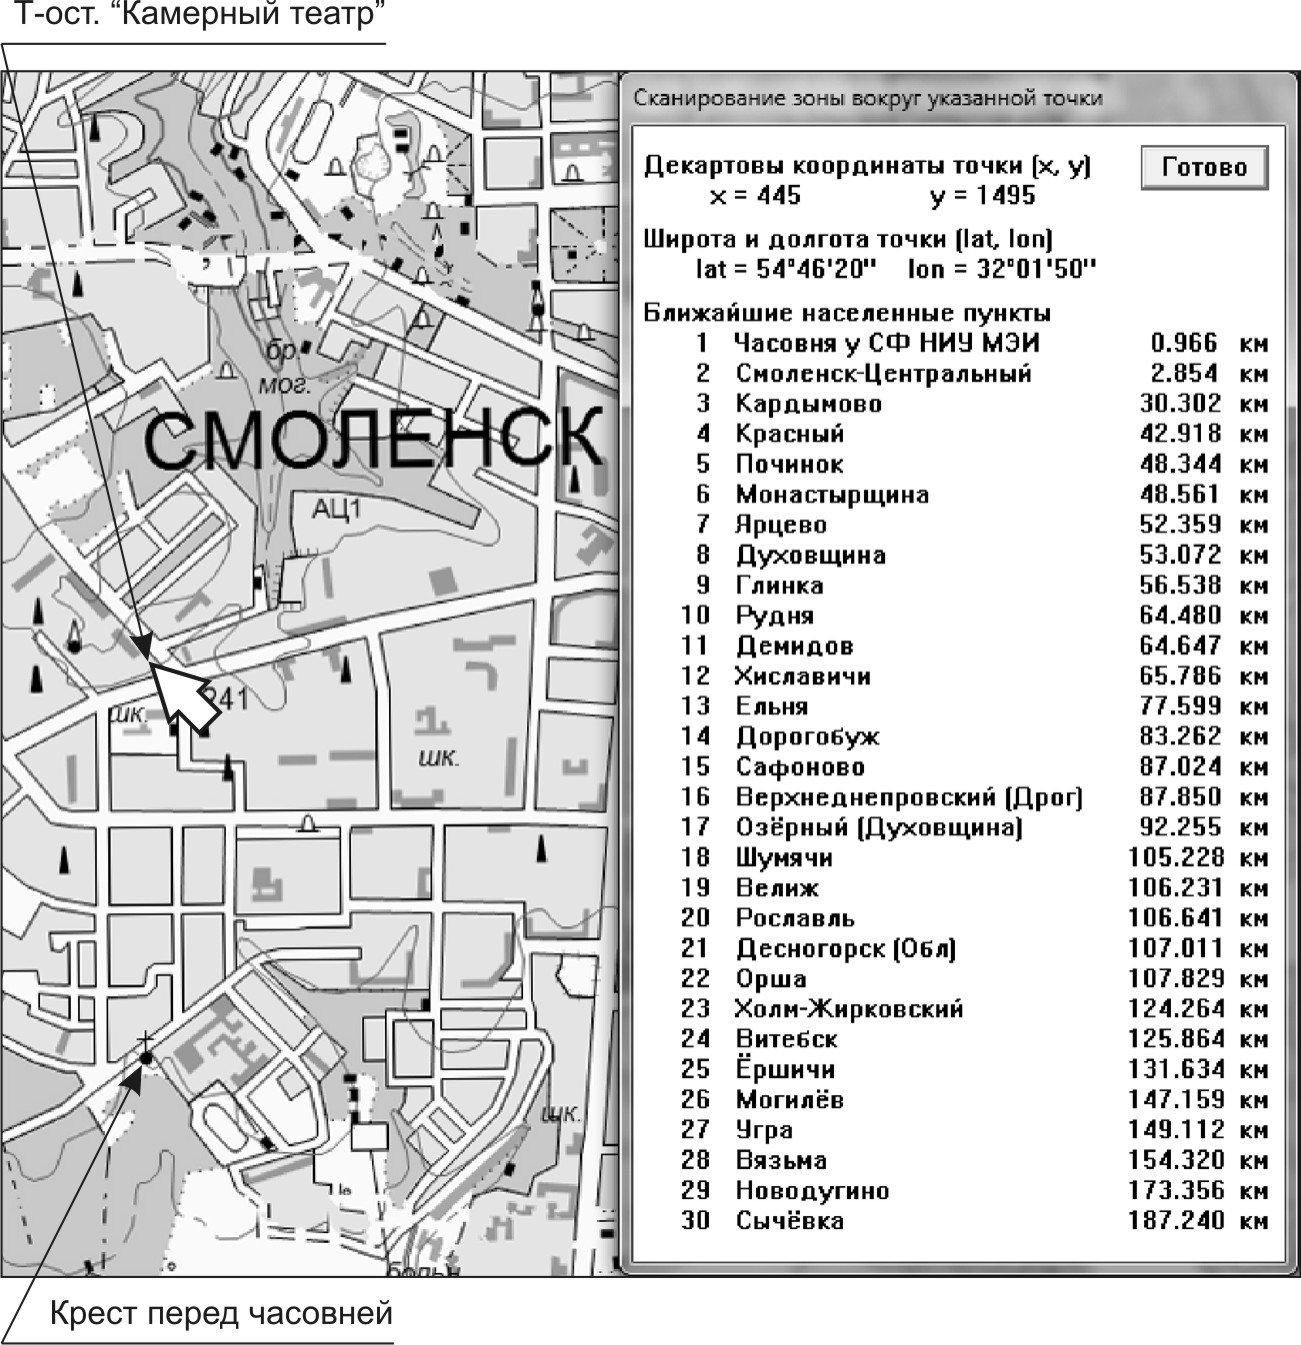 Т-ост. “Камерный театр”
бр.
мог.
СМОЛЕНСК
АЦ1
241
шк.
шк.
шк.
больн
Крест перед часовней
Сканирование зоны вокруг указанной точки
Декартовы координаты точки (x, y)
Готово
x = 445 y = 1495
Широта и долгота точки (lat, lon)
lat = 54°46'20'' lon = 32°01'50''
Ближайшие населенные пункты
1 Часовня у СФ НИУ МЭИ 0.966 км
2 Смоленск-Центральный 2.854 км
3 Кардымово 30.302 км
4 Красный 42.918 км
5 Починок 48.344 км
6 Монастырщина 48.561 км
7 Ярцево 52.359 км
8 Духовщина 53.072 км
9 Глинка 56.538 км
10 Рудня 64.480 км
11 Демидов 64.647 км
12 Хиславичи 65.786 км
13 Ельня 77.599 км
14 Дорогобуж 83.262 км
15 Сафоново 87.024 км
16 Верхнеднепровский (Дрог) 87.850 км
17 Озёрный (Духовщина) 92.255 км
18 Шумячи 105.228 км
19 Велиж 106.231 км
20 Рославль 106.641 км
21 Десногорск (Обл) 107.011 км
22 Орша 107.829 км
23 Холм-Жирковский 124.264 км
24 Витебск 125.864 км
25 Ёршичи 131.634 км
26 Могилёв 147.159 км
27 Угра 149.112 км
28 Вязьма 154.320 км
29 Новодугино 173.356 км
30 Сычёвка 187.240 км